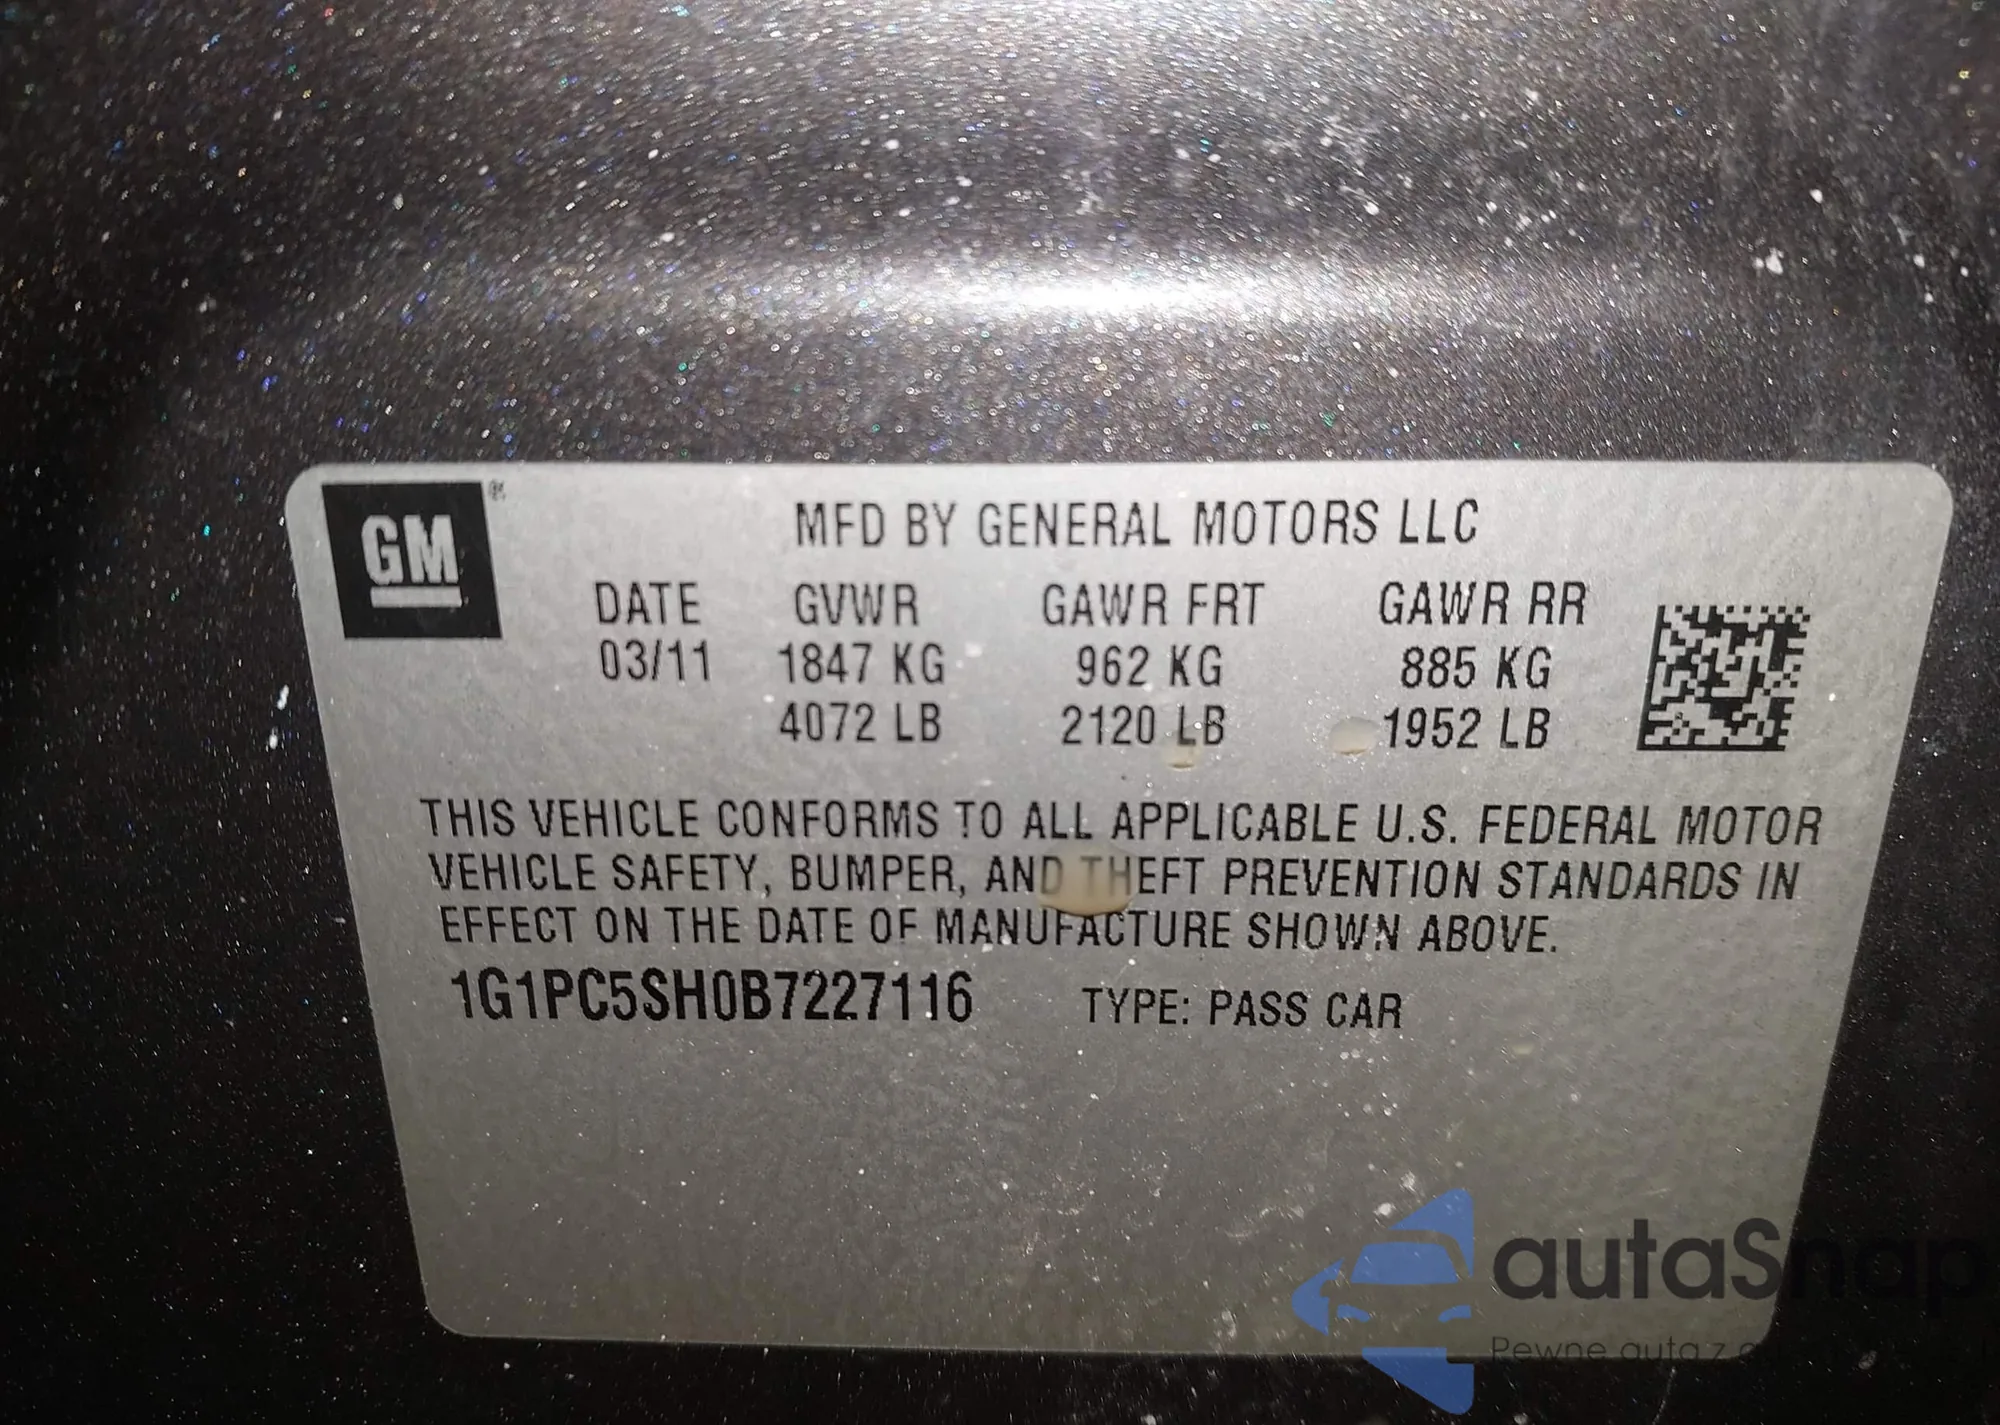 GM ®
MFD BY GENERAL MOTORS LLC
DATE GVWR GAWR FRT GAWR RR
03/11 1847 KG 962 KG 885 KG
4072 LB 2120 LB 1952 LB
THIS VEHICLE CONFORMS TO ALL APPLICABLE U.S. FEDERAL MOTOR
VEHICLE SAFETY, BUMPER, AND THEFT PREVENTION STANDARDS IN
EFFECT ON THE DATE OF MANUFACTURE SHOWN ABOVE.
1G1PC5SH0B7227116 TYPE: PASS CAR
autaSnap
Pewne auta z